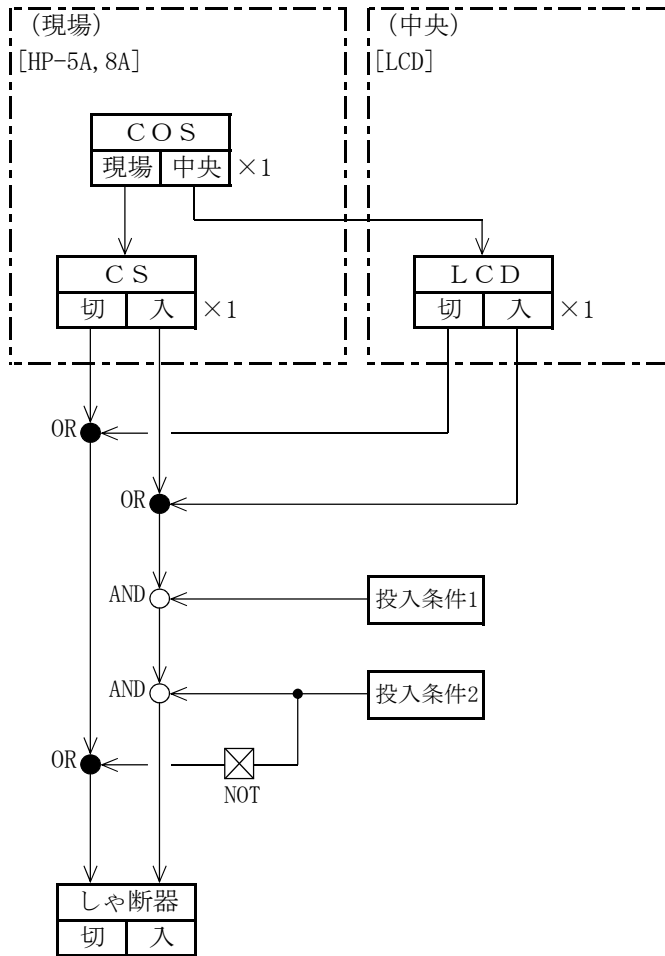 (現場)
[HP-5A,8A]
COS
現場 中央 ×1
CS
切 入 ×1
(中央)
[LCD]
LCD
切 入 ×1
OR
OR
AND
投入条件1
AND
投入条件2
OR
NOT
しゃ断器
切 入